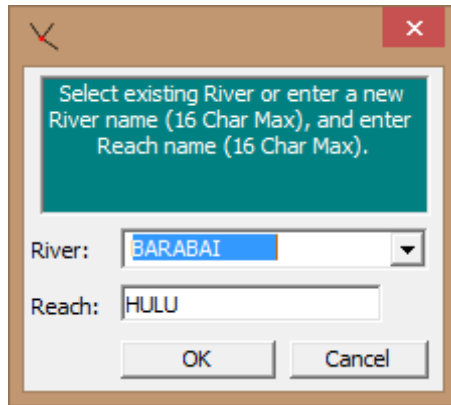 Select existing River or enter a new
River name (16 Char Max), and enter
Reach name (16 Char Max).
River: BARABAI
Reach: HULU
OK Cancel